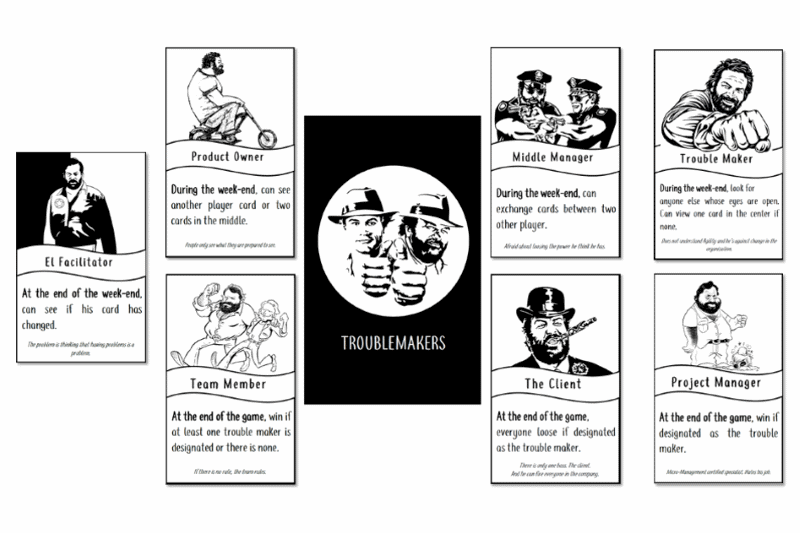 El Facilitator
At the end of the week-end,
can see if his card has
changed.
The problem is thinking that having problems is a
problem.
Product Owner
During the week-end, can see
another player card or two
cards in the middle.
People only see what they are prepared to see.
Team Member
At the end of the game, win if
at least one trouble maker is
designated or there is none.
If there is no rule, the team rules.
TROUBLEMAKERS
Middle Manager
During the week-end, can
exchange cards between two
other player.
Afraid about loosing the power he think he has.
The Client
At the end of the game,
everyone loose if designated
as the trouble maker.
There is only one boss. The client.
And he can fire everyone in the company.
Trouble Maker
During the week-end, look for
anyone else whose eyes are open.
Can view one card in the center if
none.
Does not understand Agility and he's against change in the
organisation.
Project Manager
At the end of the game, win if
designated as the trouble
maker.
Micro-Management certified specialist. Hates his job.